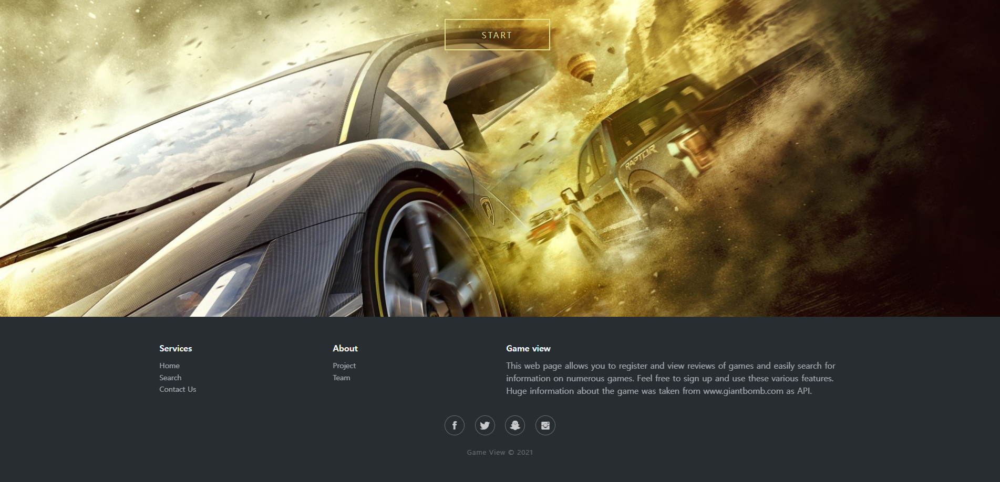 START
RAPTOR
Services
Home
Search
Contact Us
About
Project
Team
Game view
This web page allows you to register and view reviews of games and easily search for
information on numerous games. Feel free to sign up and use these various features.
Huge information about the game was taken from www.giantbomb.com as API.
Game View © 2021